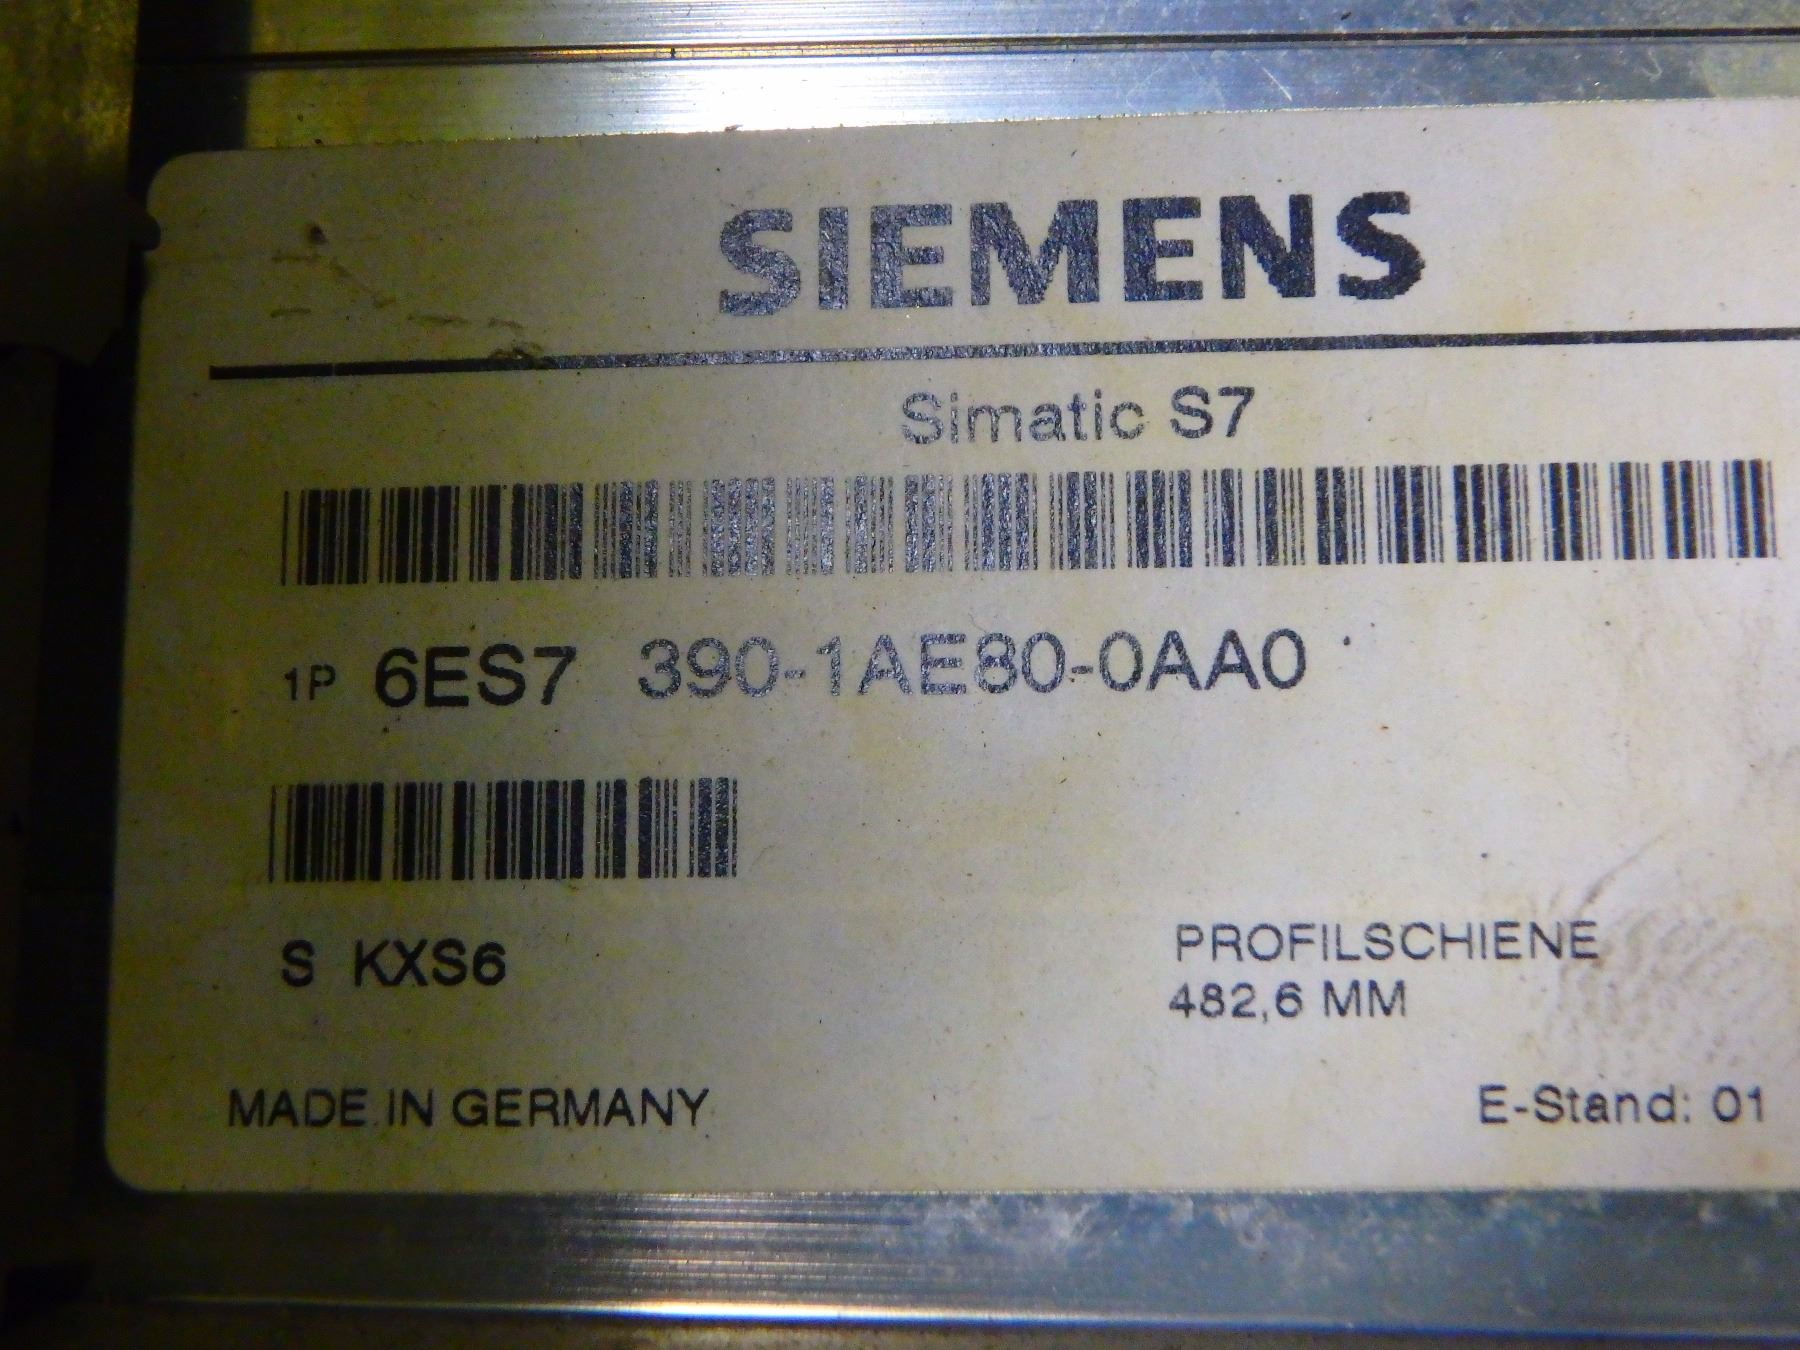 SIEMENS
Simatic S7
1P 6ES7 390-1AE80-0AA0
S KXS6
PROFILSCHIENE
482,6 MM
MADE IN GERMANY
E-Stand: 01